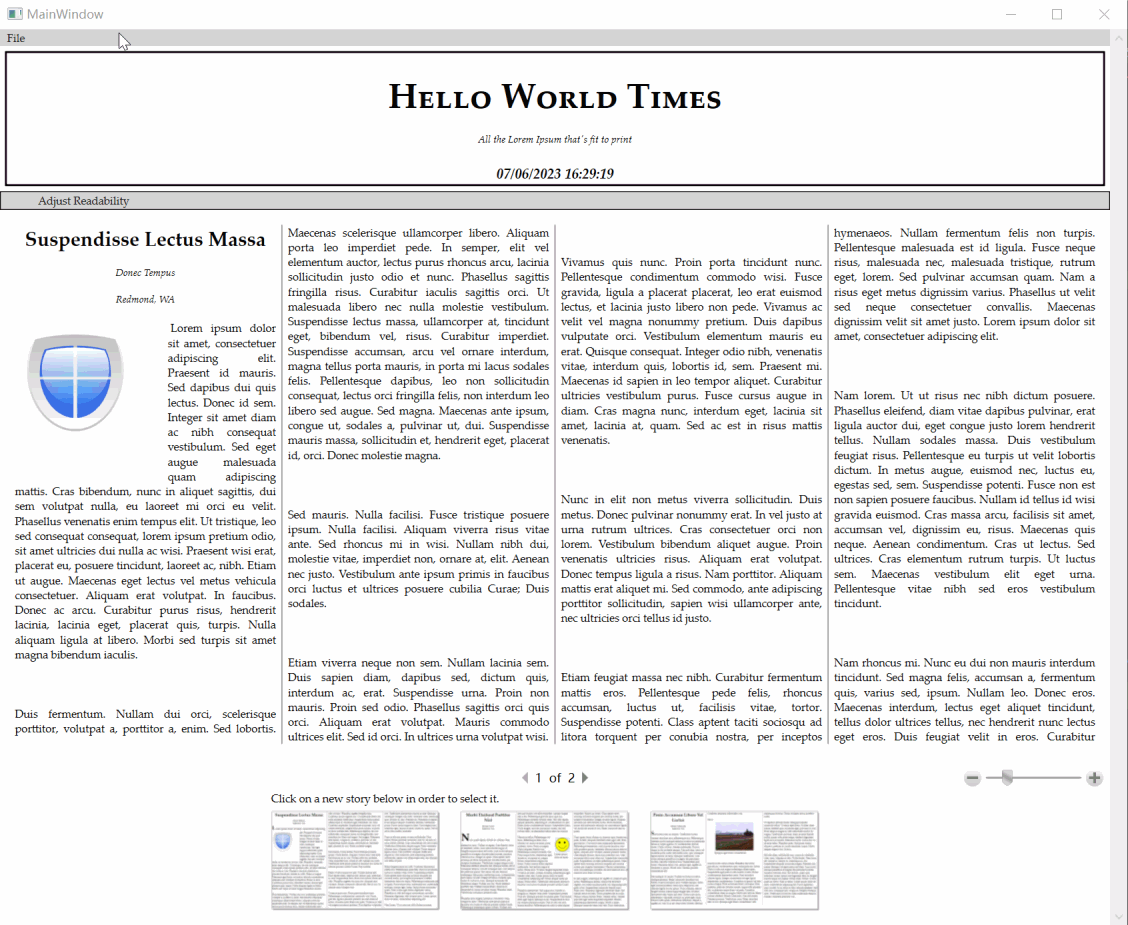 MainWindow
File
Hello World Times
All the Lorem Ipsum that's fit to print
07/06/2023 16:29:19
Adjust Readability
Suspendisse Lectus Massa
Donec Tempus
Redmond, WA
Lorem ipsum dolor
sit amet, consectetuer
adipiscing elit.
Praesent id mauris.
Sed dapibus dui quis
lectus. Donec id sem.
Integer sit amet diam
ac nibh consequat
vestibulum. Sed eget
augue malesuada
quam adipiscing
mattis. Cras bibendum, nunc in aliquet sagittis, dui
sem volutpat nulla, eu laoreet mi orci eu velit.
Phasellus venenatis enim tempus elit. Ut tristique, leo
sed consequat consequat, lorem ipsum pretium odio,
sit amet ultricies dui nulla ac wisi. Praesent wisi erat,
placerat eu, posuere tincidunt, laoreet ac, nibh. Etiam
ut augue. Maecenas eget lectus vel metus vehicula
consectetuer. Aliquam erat volutpat. In faucibus.
Donec ac arcu. Curabitur purus risus, hendrerit
lacinia, lacinia eget, placerat quis, turpis. Nulla
aliquam ligula at libero. Morbi sed turpis sit amet
magna bibendum iaculis.
Duis fermentum. Nullam dui orci, scelerisque
porttitor, volutpat a, porttitor a, enim. Sed lobortis.
Maecenas scelerisque ullamcorper libero. Aliquam
porta leo imperdiet pede. In semper, elit vel
elementum auctor, lectus purus rhoncus arcu, lacinia
sollicitudin justo odio et nunc. Phasellus sagittis
fringilla risus. Curabitur iaculis sagittis orci. Ut
malesuada libero nec nulla molestie vestibulum.
Suspendisse lectus massa, ullamcorper at, tincidunt
eget, bibendum vel, risus. Curabitur imperdiet.
Suspendisse accumsan, arcu vel ornare interdum,
magna tellus porta mauris, in porta mi lacus sodales
felis. Pellentesque dapibus, leo non sollicitudin
consequat, lectus orci fringilla felis, non interdum leo
libero sed augue. Sed magna. Maecenas ante ipsum,
congue ut, sodales a, pulvinar ut, dui. Suspendisse
mauris massa, sollicitudin et, hendrerit eget, placerat
id, orci. Donec molestie magna.
Sed mauris. Nulla facilisi. Fusce tristique posuere
ipsum. Nulla facilisi. Aliquam viverra risus vitae
ante. Sed rhoncus mi in wisi. Nullam nibh dui,
molestie vitae, imperdiet non, ornare at, elit. Aenean
nec justo. Vestibulum ante ipsum primis in faucibus
orci luctus et ultrices posuere cubilia Curae; Duis
sodales.
Etiam viverra neque non sem. Nullam lacinia sem.
Duis sapien diam, dapibus sed, dictum quis,
interdum ac, erat. Suspendisse urna. Proin non
mauris. Proin sed odio. Phasellus sagittis orci quis
orci. Aliquam erat volutpat. Mauris commodo
ultrices elit. Sed id orci. In ultrices urna volutpat wisi.
Vivamus quis nunc. Proin porta tincidunt nunc.
Pellentesque condimentum commodo wisi. Fusce
gravida, ligula a placerat placerat, leo erat euismod
lectus, et lacinia justo libero non pede. Vivamus ac
velit vel magna nonummy pretium. Duis dapibus
vulputate orci. Vestibulum elementum mauris eu
erat. Quisque consequat. Integer odio nibh, venenatis
vitae, interdum quis, lobortis id, sem. Praesent mi.
Maecenas id sapien in leo tempor aliquet. Curabitur
ultricies vestibulum purus. Fusce cursus augue in
diam. Cras magna nunc, interdum eget, lacinia sit
amet, lacinia at, quam. Sed ac est in risus mattis
venenatis.
Nunc in elit non metus viverra sollicitudin. Duis
metus. Donec pulvinar nonummy erat. In vel justo at
urna rutrum ultrices. Cras consectetuer orci non
lorem. Vestibulum bibendum aliquet augue. Proin
venenatis ultricies risus. Aliquam erat volutpat.
Donec tempus ligula a risus. Nam porttitor. Aliquam
mattis erat aliquet mi. Sed commodo, ante adipiscing
porttitor sollicitudin, sapien wisi ullamcorper ante,
nec ultricies orci tellus id justo.
Etiam feugiat massa nec nibh. Curabitur fermentum
mattis eros. Pellentesque pede felis, rhoncus
accumsan, luctus ut, facilisis vitae, tortor.
Suspendisse potenti. Class aptent taciti sociosqu ad
litora torquent per conubia nostra, per inceptos
hymenaeos. Nullam fermentum felis non turpis.
Pellentesque malesuada est id ligula. Fusce neque
risus, malesuada nec, malesuada tristique, rutrum
eget, lorem. Sed pulvinar accumsan quam. Nam a
risus eget metus dignissim varius. Phasellus ut velit
sed neque consectetuer convallis. Maecenas
dignissim velit sit amet justo. Lorem ipsum dolor sit
amet, consectetuer adipiscing elit.
Nam lorem. Ut ut risus nec nibh dictum posuere.
Phasellus eleifend, diam vitae dapibus pulvinar, erat
ligula auctor dui, eget congue justo lorem hendrerit
tellus. Nullam sodales massa. Duis vestibulum
feugiat risus. Pellentesque eu turpis ut velit lobortis
dictum. In metus augue, euismod nec, luctus eu,
egestas sed, sem. Suspendisse potenti. Fusce non est
non sapien posuere faucibus. Nullam id tellus id wisi
gravida euismod. Cras massa arcu, facilisis sit amet,
accumsan vel, dignissim eu, risus. Maecenas quis
neque. Aenean condimentum. Cras ut lectus. Sed
ultrices. Cras elementum rutrum turpis. Ut luctus
sem. Maecenas vestibulum elit eget urna.
Pellentesque vitae nibh sed eros vestibulum
tincidunt.
Nam rhoncus mi. Nunc eu dui non mauris interdum
tincidunt. Sed magna felis, accumsan a, fermentum
quis, varius sed, ipsum. Nullam leo. Donec eros.
Maecenas interdum, lectus eget aliquet tincidunt,
tellus dolor ultrices tellus, nec hendrerit nunc lectus
eget eros. Duis feugiat velit in eros. Curabitur
1 of 2
Click on a new story below in order to select it.
Suspendisse Lectus Massa